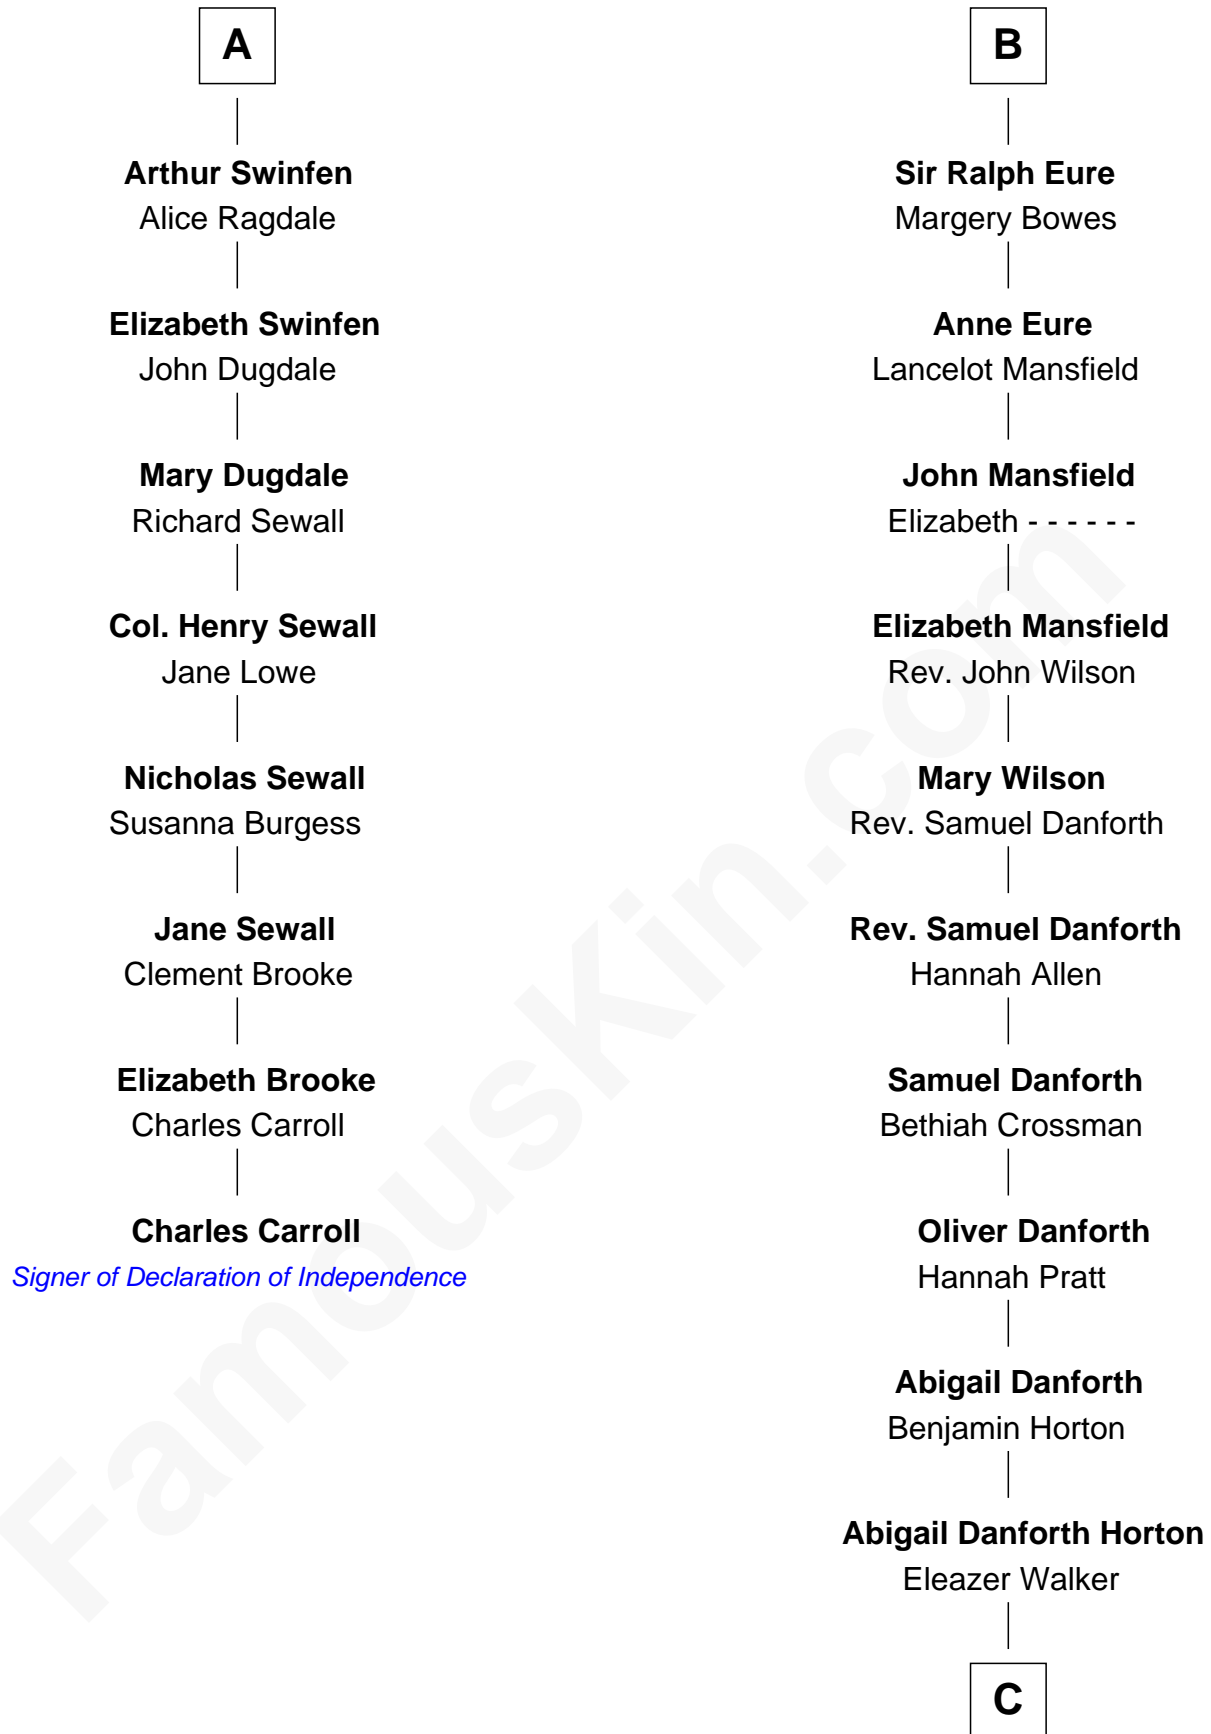 A
Arthur Swinfen
Alice Ragdale
Elizabeth Swinfen
John Dugdale
Mary Dugdale
Richard Sewall
Col. Henry Sewall
Jane Lowe
Nicholas Sewall
Susanna Burgess
Jane Sewall
Clement Brooke
Elizabeth Brooke
Charles Carroll
Charles Carroll
Signer of Declaration of Independence
B
Sir Ralph Eure
Margery Bowes
Anne Eure
Lancelot Mansfield
John Mansfield
Elizabeth - - - - - -
Elizabeth Mansfield
Rev. John Wilson
Mary Wilson
Rev. Samuel Danforth
Rev. Samuel Danforth
Hannah Allen
Samuel Danforth
Bethiah Crossman
Oliver Danforth
Hannah Pratt
Abigail Danforth
Benjamin Horton
Abigail Danforth Horton
Eleazer Walker
C
FamousKin.com